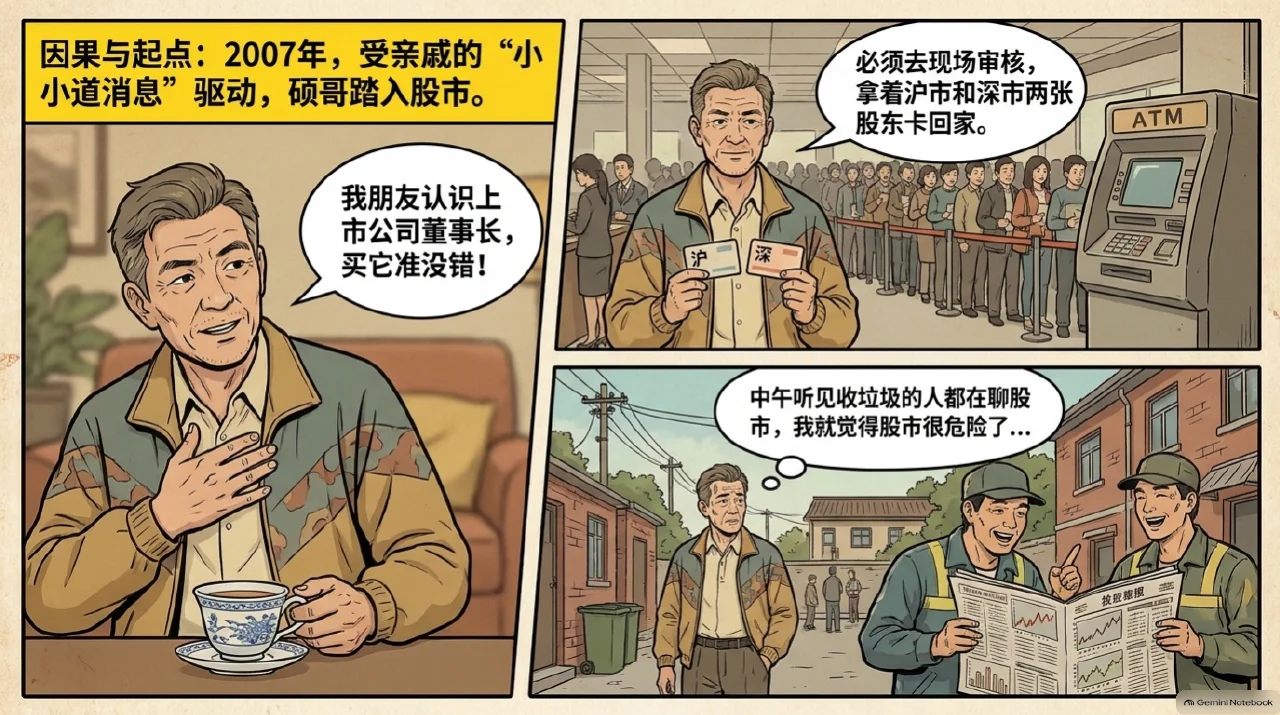 因果与起点：2007年，受亲戚的“小
小道消息”驱动，硕哥踏入股市。
我朋友认识上
市公司董事长，
买它准没错！
必须去现场审核，
拿着沪市和深市两张
股东卡回家。
ATM
沪
深
中午听见收垃圾的人都在聊股
市，我就觉得股市很危险了...
Gemini Notebook